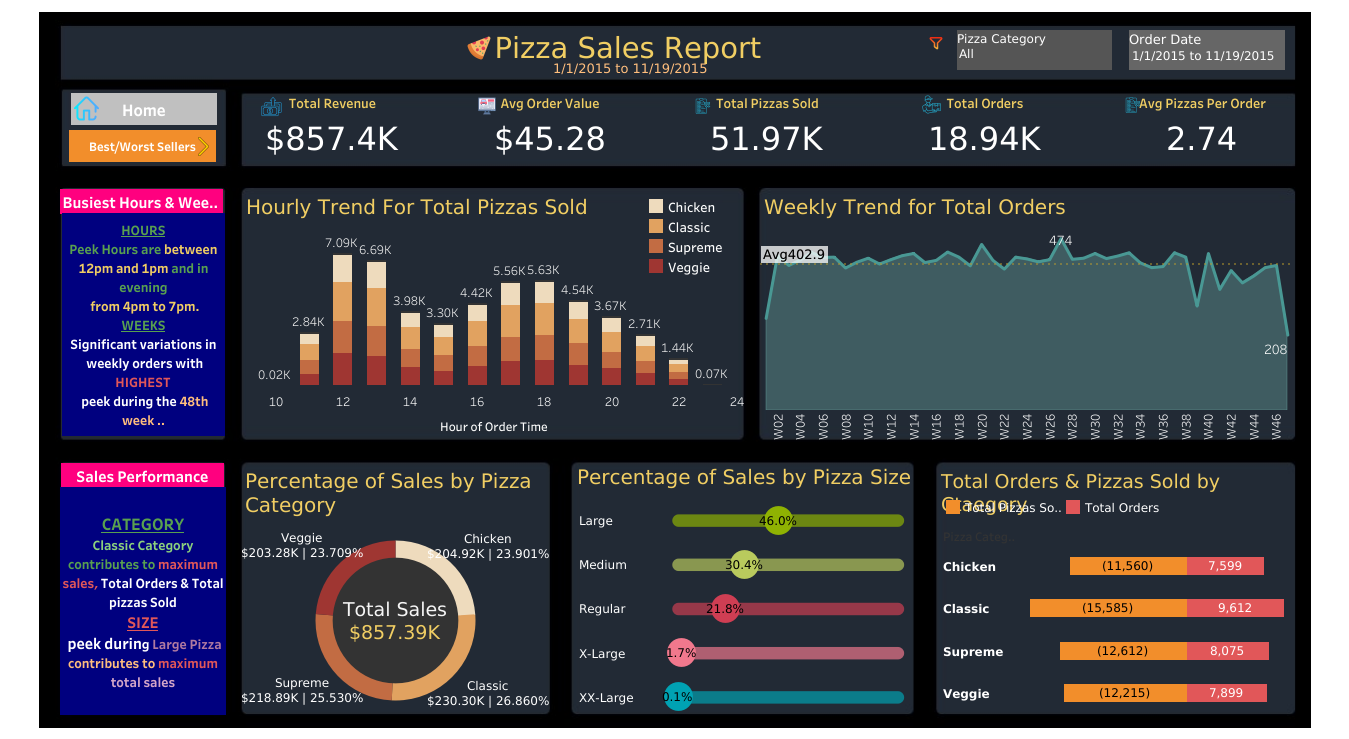 Pizza Sales Report
1/1/2015 to 11/19/2015
Pizza Category
All
Order Date
1/1/2015 to 11/19/2015
Home
Best/Worst Sellers
Total Revenue
$857.4K
Avg Order Value
$45.28
Total Pizzas Sold
51.97K
Total Orders
18.94K
Avg Pizzas Per Order
2.74
Busiest Hours & Wee..
HOURS
Peek Hours are between
12pm and 1pm and in
evening
from 4pm to 7pm.
WEEKS
Significant variations in
weekly orders with
HIGHEST
peek during the 48th
week ..
Hourly Trend For Total Pizzas Sold
Chicken
Classic
Supreme
Veggie
0.02K
2.84K
7.09K
6.69K
3.98K
3.30K
4.42K
5.56K
5.63K
4.54K
3.67K
2.71K
1.44K
0.07K
10 12 14 16 18 20 22 24
Hour of Order Time
Weekly Trend for Total Orders
Avg402.9
474
208
W02 W04 W06 W08 W10 W12 W14 W16 W18 W20 W22 W24 W26 W28 W30 W32 W34 W36 W38 W40 W42 W44 W46
Sales Performance
CATEGORY
Classic Category
contributes to maximum
sales, Total Orders & Total
pizzas Sold
SIZE
peek during Large Pizza
contributes to maximum
total sales
Percentage of Sales by Pizza
Category
Veggie
$203.28K | 23.709%
Chicken
$204.92K | 23.901%
Total Sales
$857.39K
Supreme
$218.89K | 25.530%
Classic
$230.30K | 26.860%
Percentage of Sales by Pizza Size
Large 46.0%
Medium 30.4%
Regular 21.8%
X-Large 1.7%
XX-Large 0.1%
Total Orders & Pizzas Sold by
Ctaegory
Total Pizzas So.. Total Orders
Pizza Categ..
Chicken (11,560) 7,599
Classic (15,585) 9,612
Supreme (12,612) 8,075
Veggie (12,215) 7,899